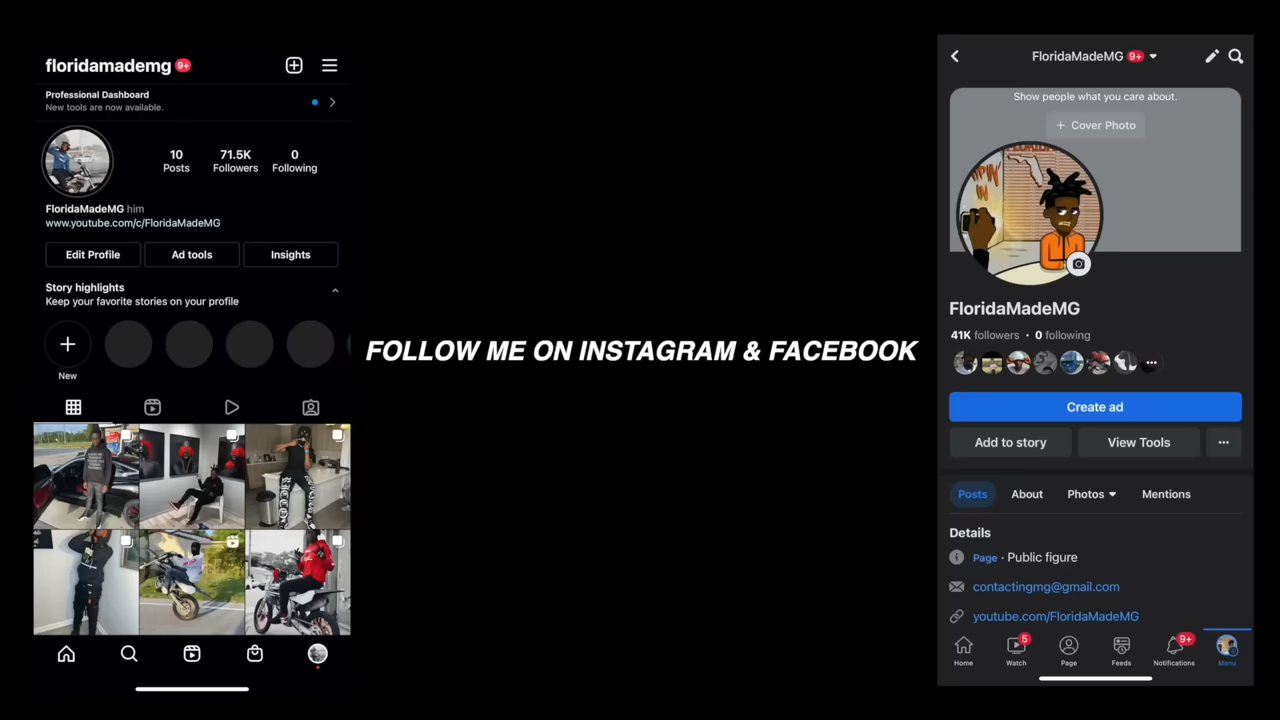 floridamademg 9+
Professional Dashboard
New tools are now available.
10 71.5K 0
Posts Followers Following
FloridaMadeMG him
www.youtube.com/c/FloridaMadeMG
Edit Profile Ad tools Insights
Story highlights
Keep your favorite stories on your profile
New
FOLLOW ME ON INSTAGRAM & FACEBOOK
FloridaMadeMG 9+
Show people what you care about.
+ Cover Photo
FloridaMadeMG
41K followers • 0 following
Create ad
Add to story View Tools
Posts About Photos Mentions
Details
Page · Public figure
contactingmg@gmail.com
youtube.com/FloridaMadeMG
5 9+
Home Watch Page Feeds Notifications Menu